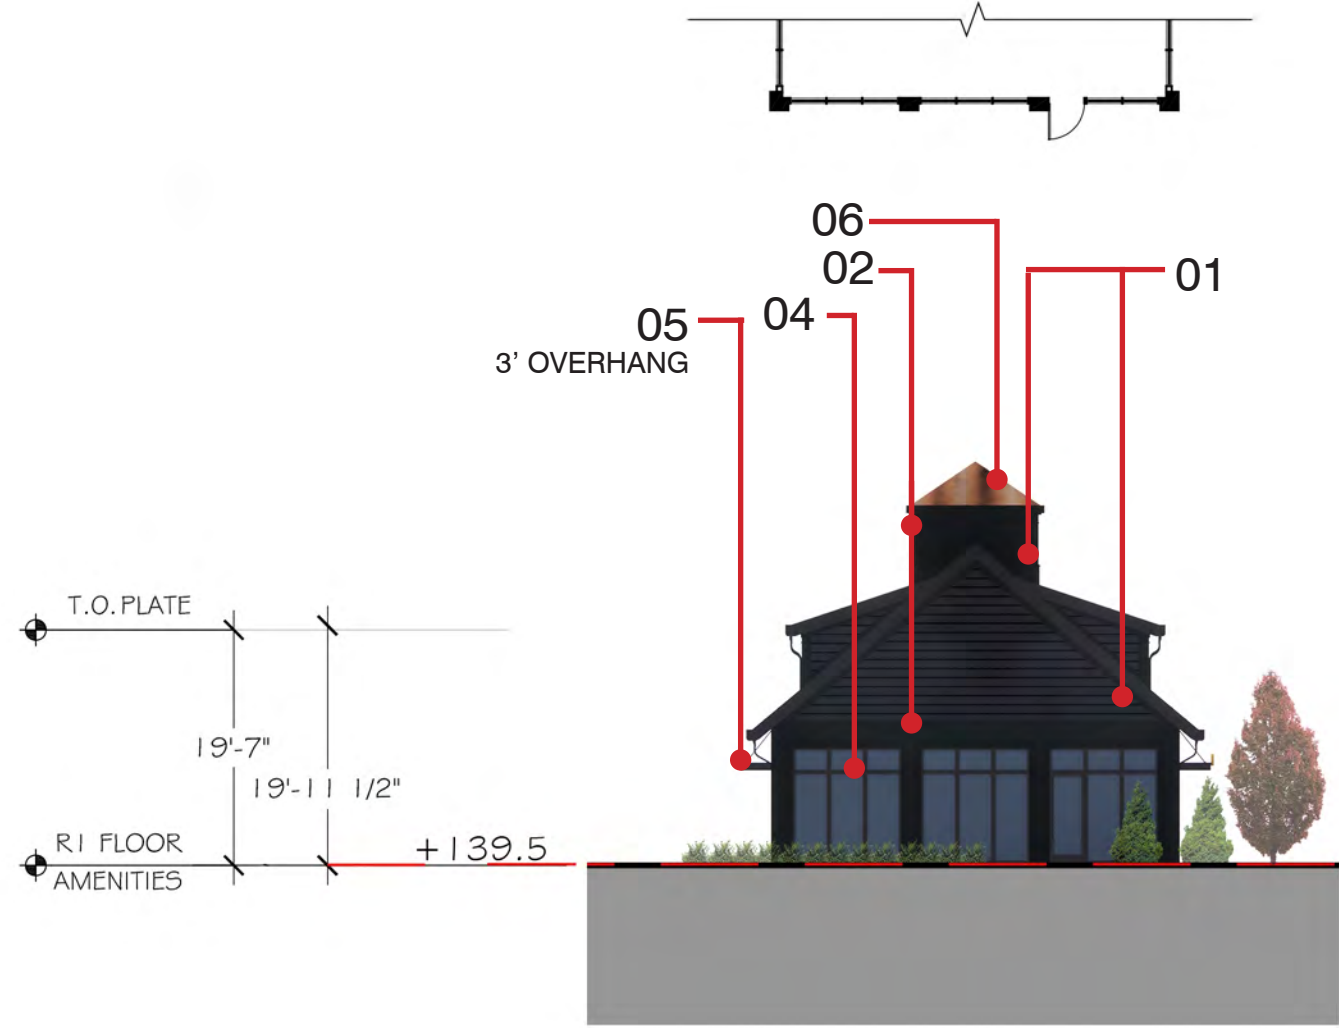 06
02
01
05
04
3’ OVERHANG
T.O. PLATE
19'-7"
19'-11 1/2"
R1 FLOOR
+139.5
AMENITIES